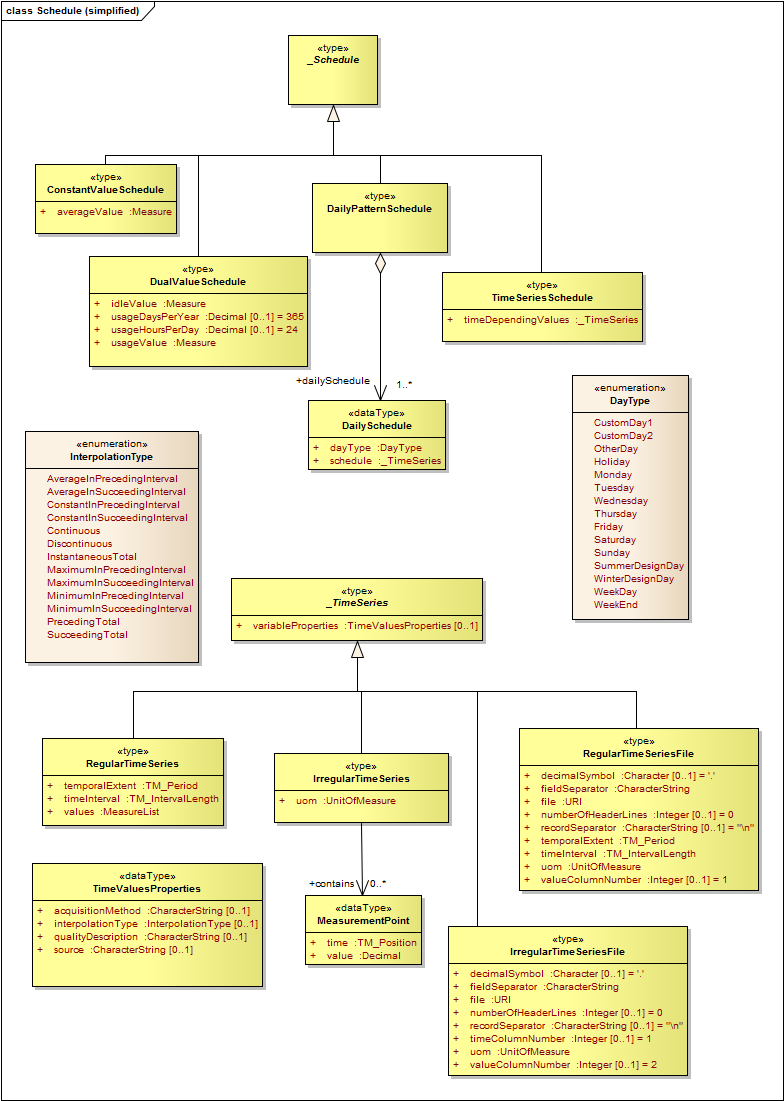 class Schedule (simplified)
«type»
_Schedule
«type»
ConstantValueSchedule
+ averageValue :Measure
«type»
DailyPatternSchedule
«type»
DualValueSchedule
+ idleValue :Measure
+ usageDaysPerYear :Decimal [0..1] = 365
+ usageHoursPerDay :Decimal [0..1] = 24
+ usageValue :Measure
«type»
TimeSeriesSchedule
+ timeDependingValues :_TimeSeries
+dailySchedule
1..*
«dataType»
DailySchedule
+ dayType :DayType
+ schedule :_TimeSeries
«enumeration»
DayType
CustomDay1
CustomDay2
OtherDay
Holiday
Monday
Tuesday
Wednesday
Thursday
Friday
Saturday
Sunday
SummerDesignDay
WinterDesignDay
WeekDay
WeekEnd
«enumeration»
InterpolationType
AverageInPrecedingInterval
AverageInSucceedingInterval
ConstantInPrecedingInterval
ConstantInSucceedingInterval
Continuous
Discontinuous
InstantaneousTotal
MaximumInPrecedingInterval
MaximumInSucceedingInterval
MinimumInPrecedingInterval
MinimumInSucceedingInterval
PrecedingTotal
SucceedingTotal
«type»
_TimeSeries
+ variableProperties :TimeValuesProperties [0..1]
«type»
RegularTimeSeries
+ temporalExtent :TM_Period
+ timeInterval :TM_IntervalLength
+ values :MeasureList
«type»
IrregularTimeSeries
+ uom :UnitOfMeasure
«type»
RegularTimeSeriesFile
+ decimalSymbol :Character [0..1] = '.'
+ fieldSeparator :CharacterString
+ file :URI
+ numberOfHeaderLines :Integer [0..1] = 0
+ recordSeparator :CharacterString [0..1] = "\n"
+ temporalExtent :TM_Period
+ timeInterval :TM_IntervalLength
+ uom :UnitOfMeasure
+ valueColumnNumber :Integer [0..1] = 1
«dataType»
TimeValuesProperties
+ acquisitionMethod :CharacterString [0..1]
+ interpolationType :InterpolationType [0..1]
+ qualityDescription :CharacterString [0..1]
+ source :CharacterString [0..1]
+contains
0..*
«dataType»
MeasurementPoint
+ time :TM_Position
+ value :Decimal
«type»
IrregularTimeSeriesFile
+ decimalSymbol :Character [0..1] = '.'
+ fieldSeparator :CharacterString
+ file :URI
+ numberOfHeaderLines :Integer [0..1] = 0
+ recordSeparator :CharacterString [0..1] = "\n"
+ timeColumnNumber :Integer [0..1] = 1
+ uom :UnitOfMeasure
+ valueColumnNumber :Integer [0..1] = 2